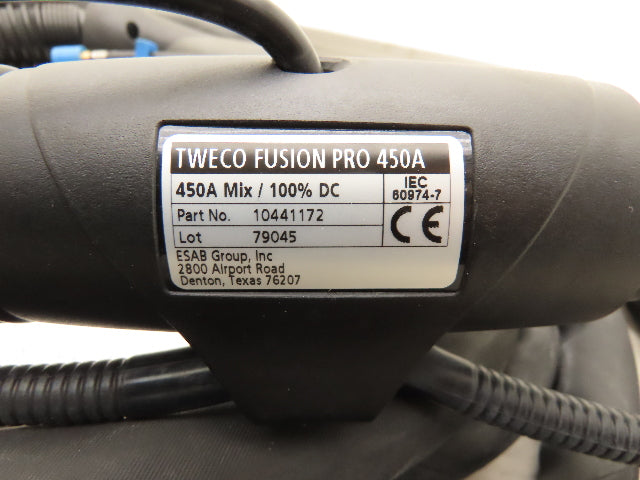 TWECO FUSION PRO 450A
450A Mix / 100% DC
IEC
60974-7
Part No. 10441172
CE
Lot 79045
ESAB Group, Inc
2800 Airport Road
Denton, Texas 76207